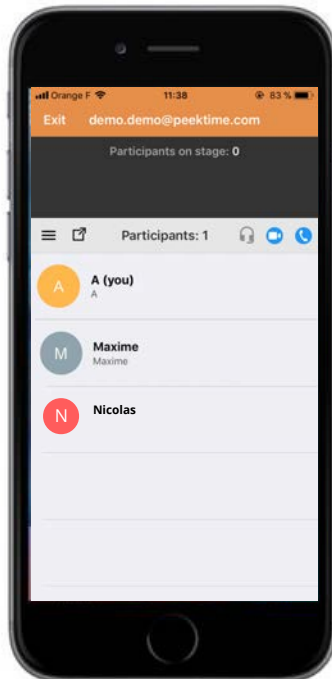 Orange F 11:38 83 %
Exit demo.demo@peektime.com
Participants on stage: 0
Participants: 1
A
A (you)
A
M
Maxime
Maxime
N
Nicolas